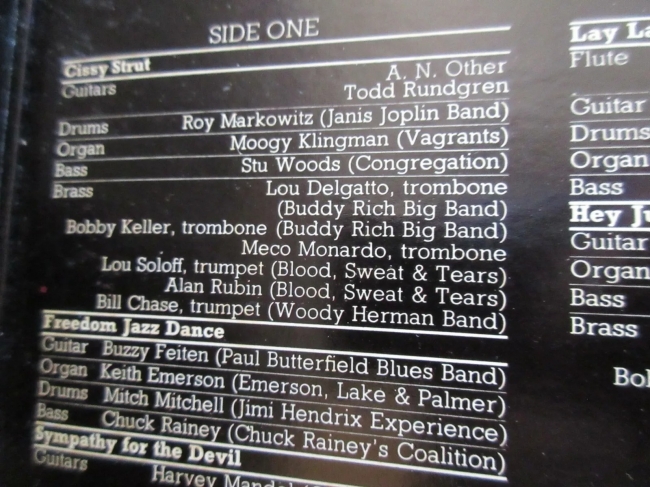 SIDE ONE
Cissy Strut
Guitars A. N. Other
Todd Rundgren
Drums Roy Markowitz (Janis Joplin Band)
Organ Moogy Klingman (Vagrants)
Bass Stu Woods (Congregation)
Brass Lou Delgatto, trombone
(Buddy Rich Big Band)
Bobby Keller, trombone (Buddy Rich Big Band)
Meco Monardo, trombone
Lou Soloff, trumpet (Blood, Sweat & Tears)
Alan Rubin (Blood, Sweat & Tears)
Bill Chase, trumpet (Woody Herman Band)
Freedom Jazz Dance
Guitar Buzzy Feiten (Paul Butterfield Blues Band)
Organ Keith Emerson (Emerson, Lake & Palmer)
Drums Mitch Mitchell (Jimi Hendrix Experience)
Bass Chuck Rainey (Chuck Rainey's Coalition)
Sympathy for the Devil
Guitars Harvey
Lay
Flute
Guitar
Drums
Organ
Bass
Hey
Guitar
Organ
Bass
Brass